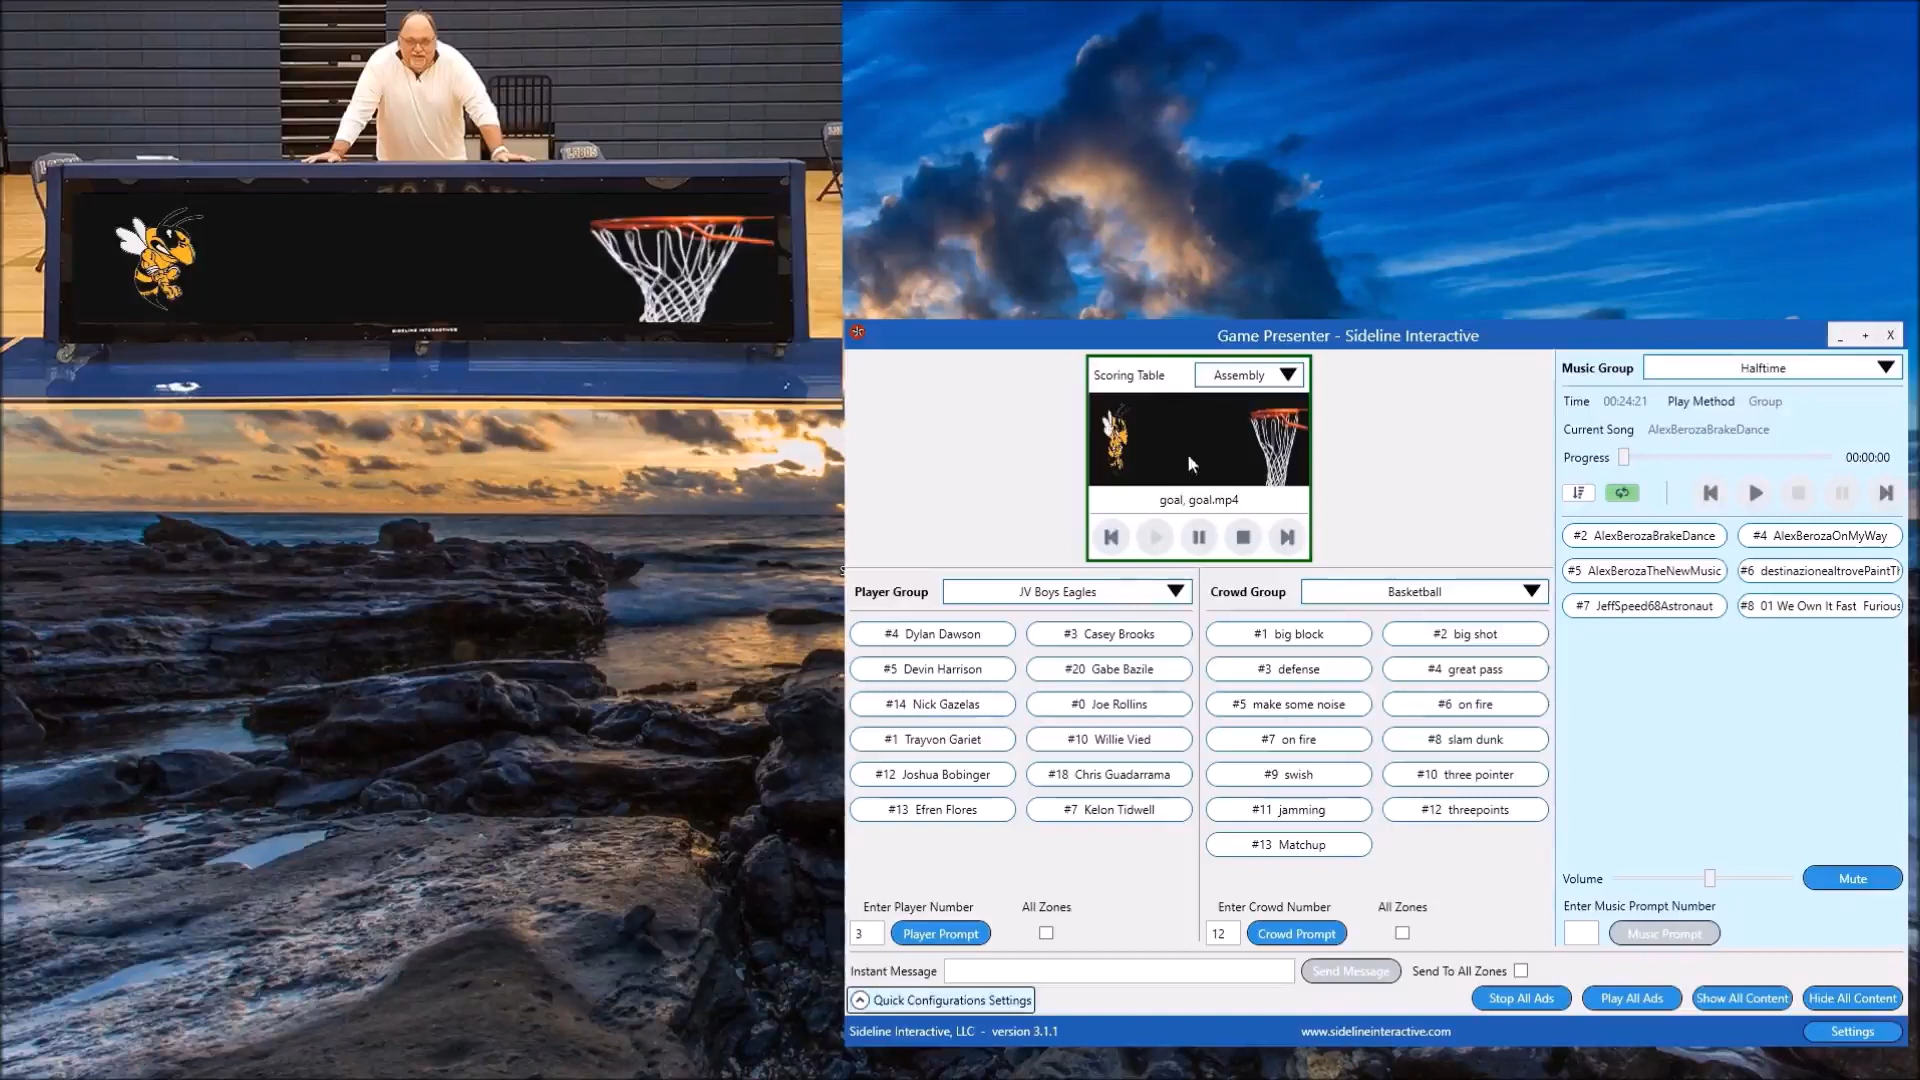 LOBOS
SIDELINE INTERACTIVE
Game Presenter - Sideline Interactive
_ + X
Scoring Table Assembly
goal, goal.mp4
Music Group Halftime
Time 00:24:21 Play Method Group
Current Song AlexBerozaBrakeDance
Progress 00:00:00
#2 AlexBerozaBrakeDance #4 AlexBerozaOnMyWay
#5 AlexBerozaTheNewMusic #6 destinazionealtrovePaintTh
#7 JeffSpeed68Astronaut #8 01 We Own It Fast Furious
Player Group JV Boys Eagles
#4 Dylan Dawson #3 Casey Brooks
#5 Devin Harrison #20 Gabe Bazile
#14 Nick Gazelas #0 Joe Rollins
#1 Trayvon Gariet #10 Willie Vied
#12 Joshua Bobinger #18 Chris Guadarrama
#13 Efren Flores #7 Kelon Tidwell
Enter Player Number All Zones
3 Player Prompt
Crowd Group Basketball
#1 big block #2 big shot
#3 defense #4 great pass
#5 make some noise #6 on fire
#7 on fire #8 slam dunk
#9 swish #10 three pointer
#11 jamming #12 threepoints
#13 Matchup
Enter Crowd Number All Zones
12 Crowd Prompt
Volume Mute
Enter Music Prompt Number
Music Prompt
Instant Message Send Message Send To All Zones
Quick Configurations Settings
Stop All Ads Play All Ads Show All Content Hide All Content
Sideline Interactive, LLC - version 3.1.1 www.sidelineinteractive.com Settings